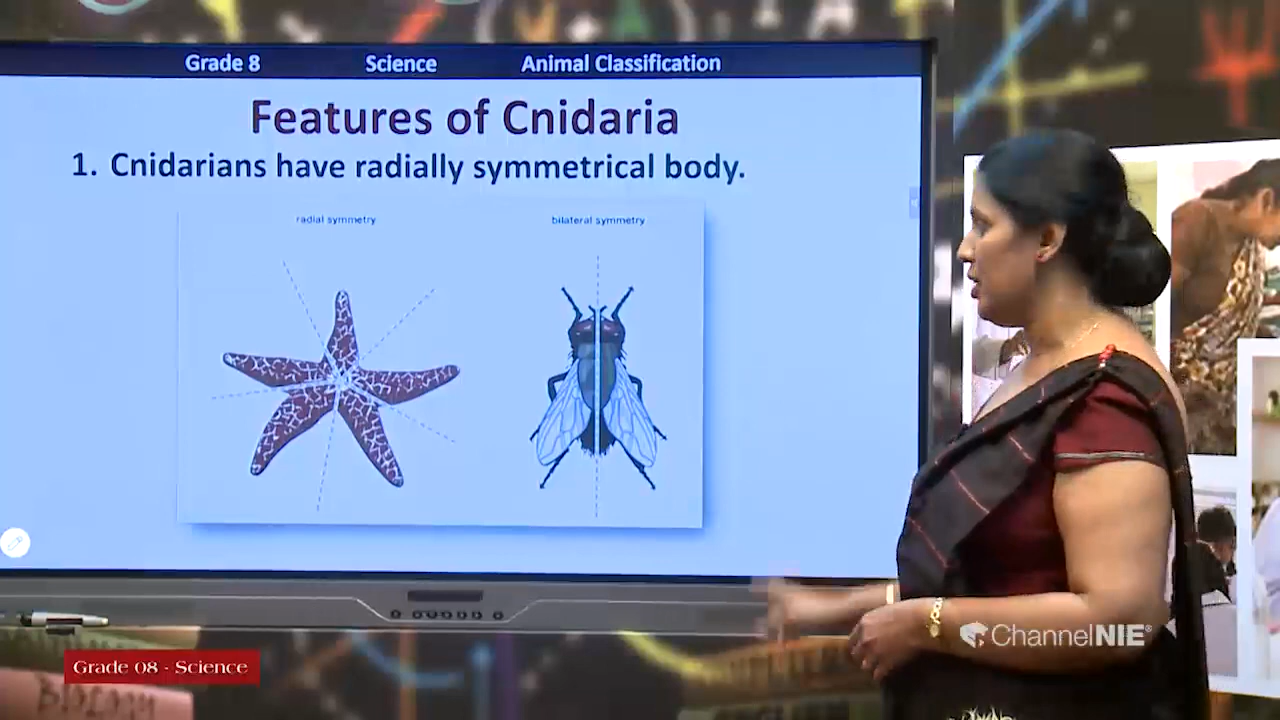 Grade 8 Science Animal Classification
Features of Cnidaria
1. Cnidarians have radially symmetrical body.
radial symmetry bilateral symmetry
ChannelNIE®
Grade 08 - Science
BIOLOGY